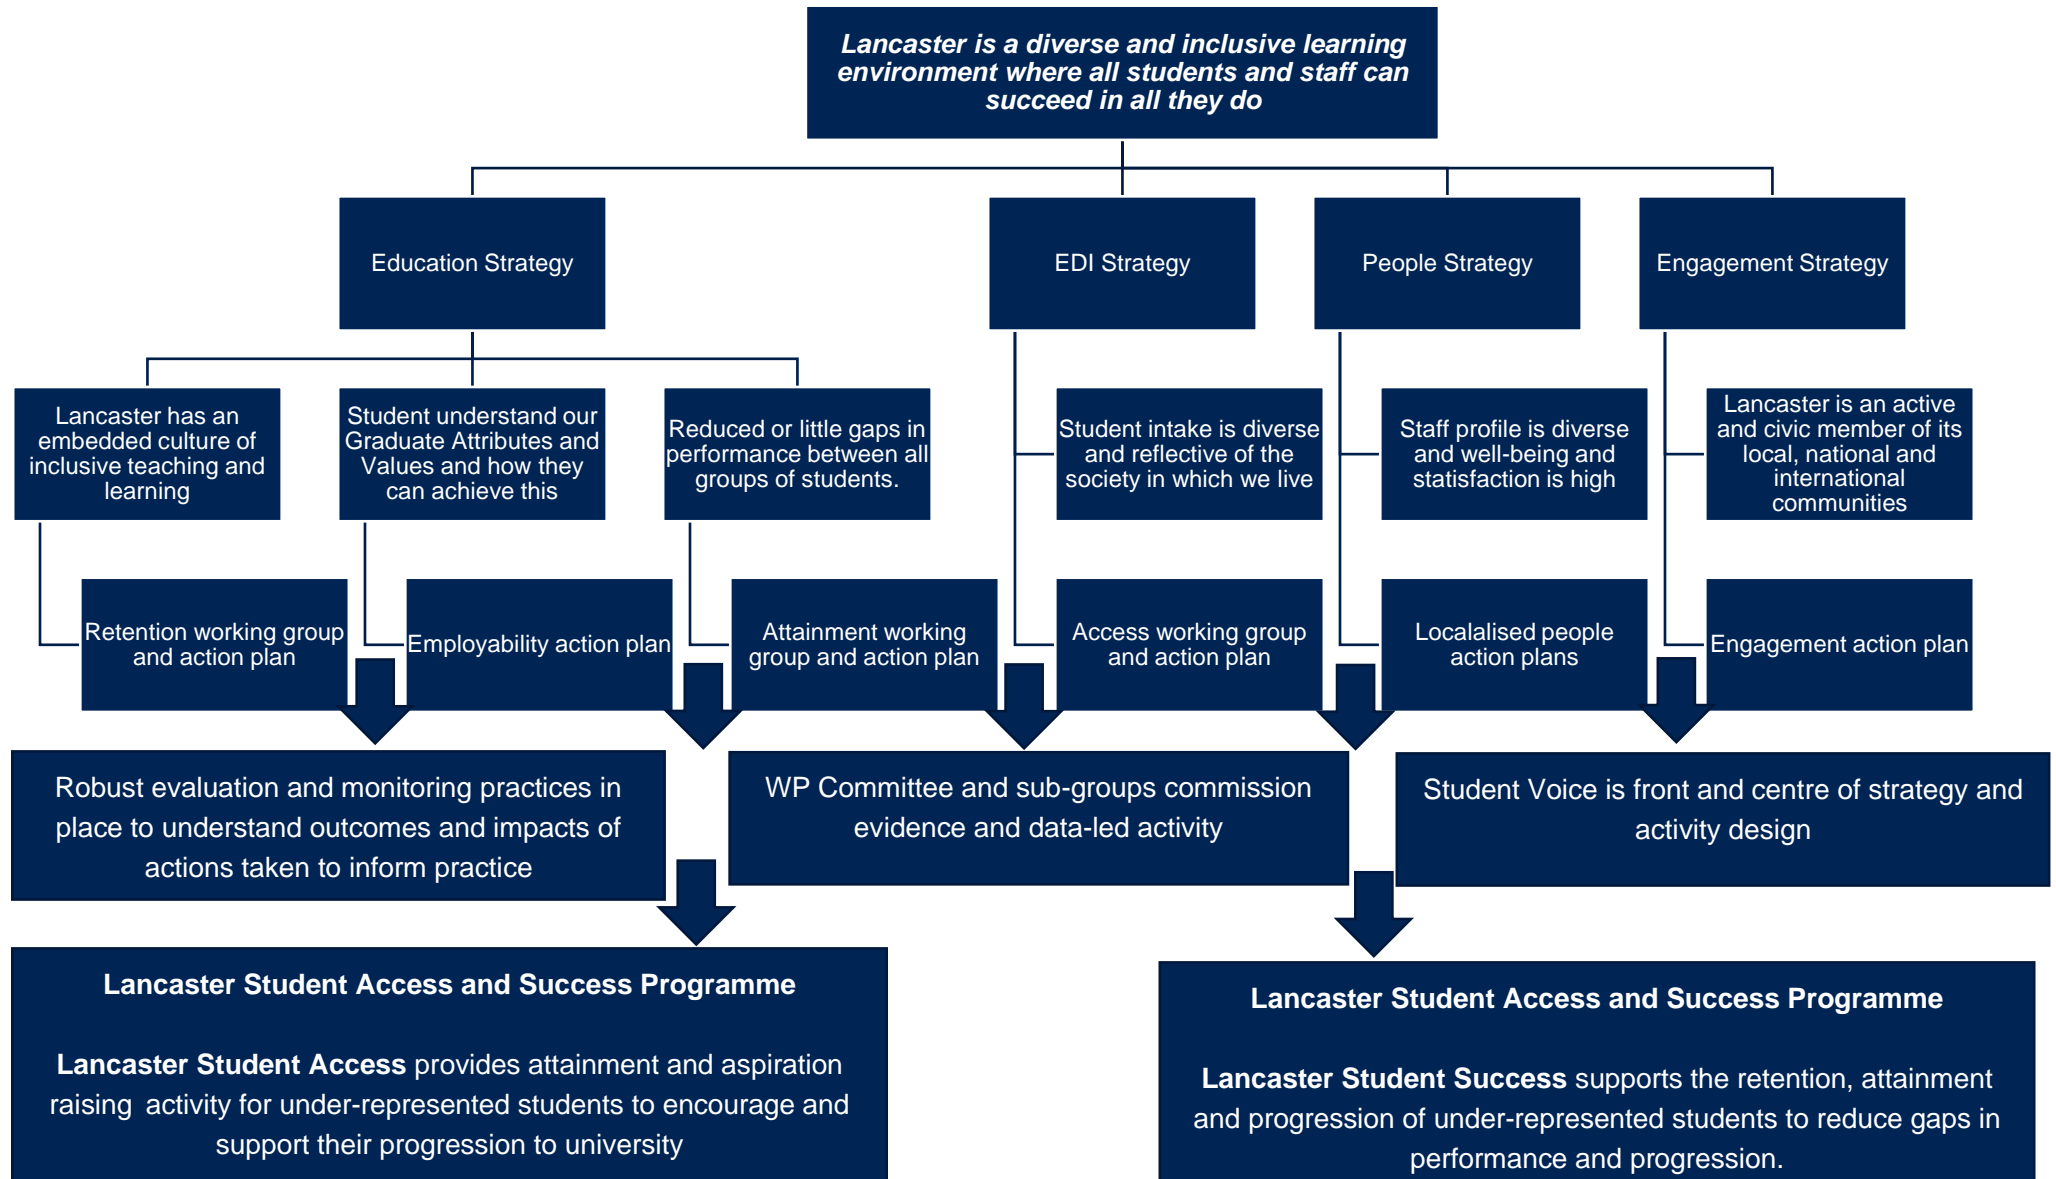 Lancaster is a diverse and inclusive learning
environment where all students and staff can
succeed in all they do
Education Strategy
EDI Strategy
People Strategy
Engagement Strategy
Lancaster has an
embedded culture of
inclusive teaching and
learning
Student understand our
Graduate Attributes and
Values and how they
can achieve this
Reduced or little gaps in
performance between all
groups of students.
Student intake is diverse
and reflective of the
society in which we live
Staff profile is diverse
and well-being and
statisfaction is high
Lancaster is an active
and civic member of its
local, national and
international
communities
Retention working group
and action plan
Employability action plan
Attainment working
group and action plan
Access working group
and action plan
Localalised people
action plans
Engagement action plan
Robust evaluation and monitoring practices in
place to understand outcomes and impacts of
actions taken to inform practice
WP Committee and sub-groups commission
evidence and data-led activity
Student Voice is front and centre of strategy and
activity design
Lancaster Student Access and Success Programme
Lancaster Student Access provides attainment and aspiration
raising activity for under-represented students to encourage and
support their progression to university
Lancaster Student Access and Success Programme
Lancaster Student Success supports the retention, attainment
and progression of under-represented students to reduce gaps in
performance and progression.